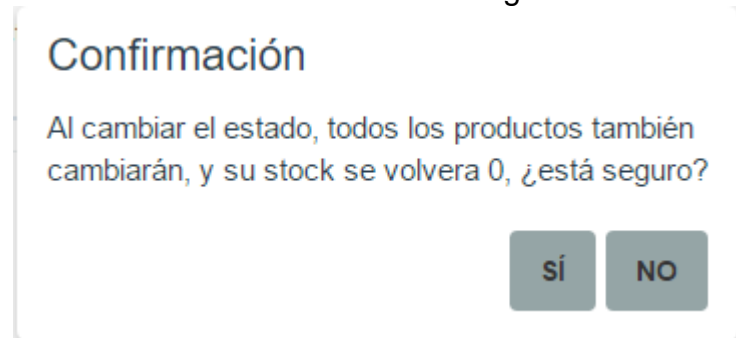 Confirmación
Al cambiar el estado, todos los productos también
cambiarán, y su stock se volvera 0, ¿está seguro?
SÍ NO